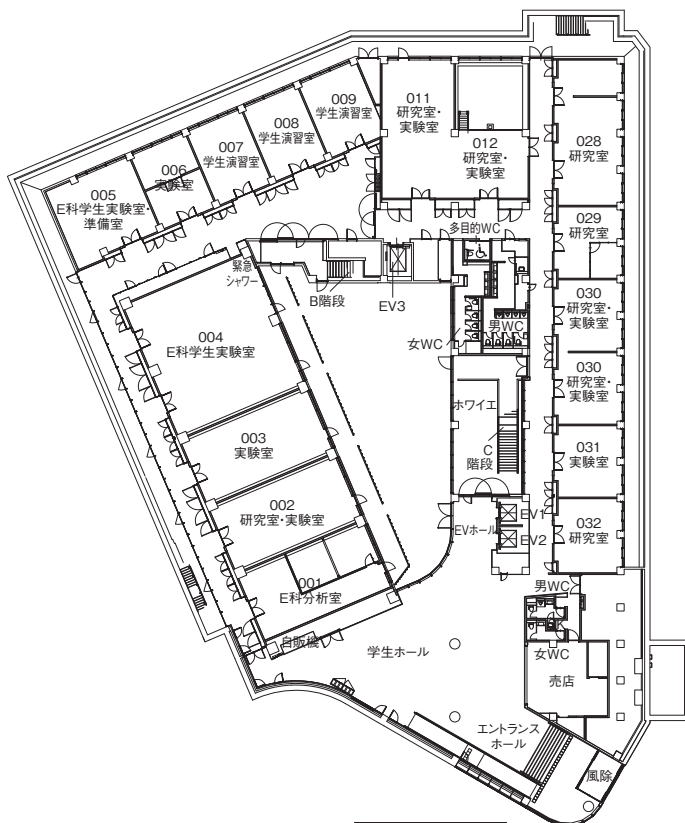 009
学生演習室
008
学生演習室
007
学生演習室
006
実験室
005
E科学生実験室・
準備室
011
研究室・
実験室
012
研究室・
実験室
028
研究室
029
研究室
030
研究室・
実験室
030
研究室・
実験室
031
実験室
032
研究室
多目的WC
緊急
シャワー
B階段
EV3
女WC
男WC
004
E科学生実験室
ホワイエ
C
階段
003
実験室
002
研究室・実験室
001
E科分析室
EVホール
EV1
EV2
男WC
女WC
売店
自販機
学生ホール
エントランス
ホール
風除